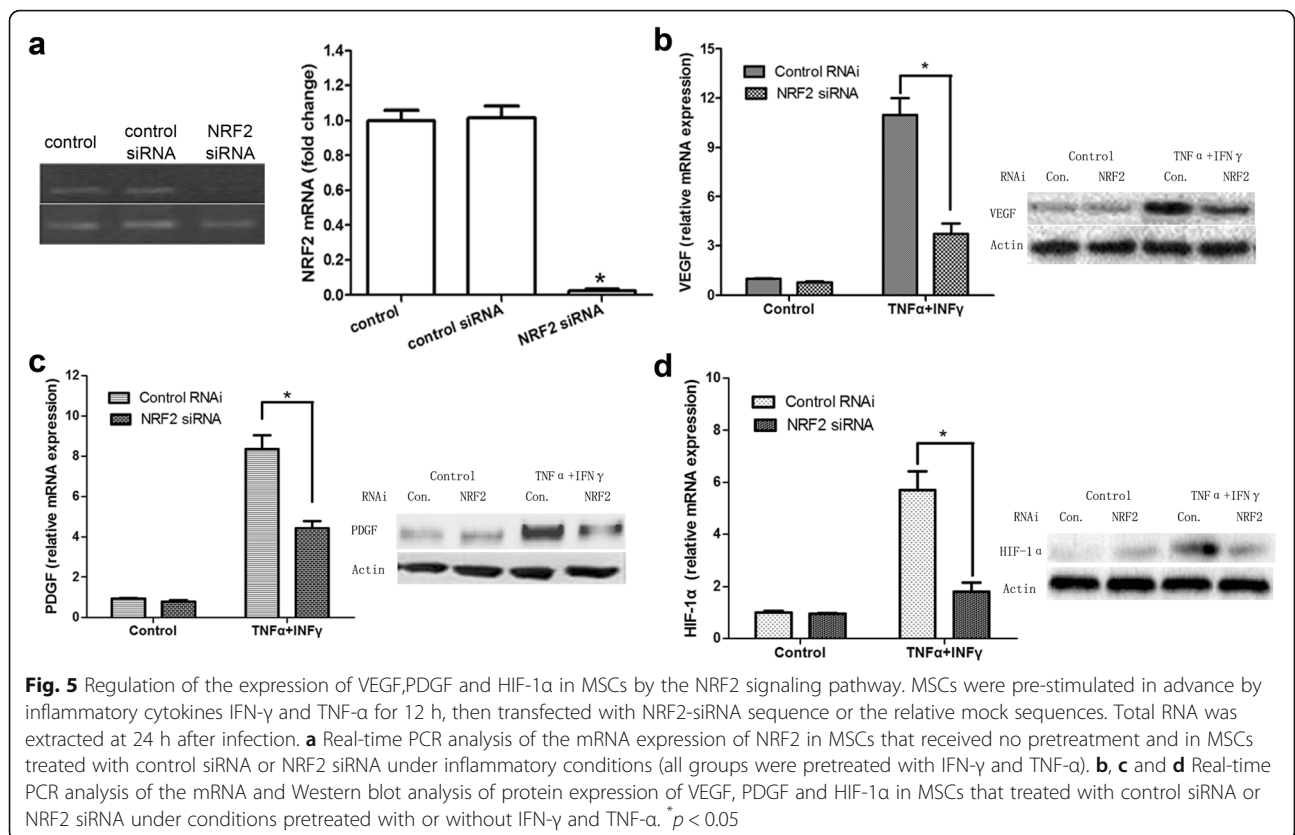 a
control
control
siRNA
NRF2
siRNA
NRF2 mRNA (fold change)
1.4
1.2
1.0
0.8
0.6
0.4
0.2
0.0
*
control
control siRNA
NRF2 siRNA
b
VEGF (relative mRNA expression)
15
12
9
6
3
0
Control RNAi
NRF2 siRNA
*
Control
TNFα+INFγ
Control
TNF α +IFN γ
RNAi
Con.
NRF2
Con.
NRF2
VEGF
Actin
c
PDGF (relative mRNA expression)
10
8
6
4
2
0
Control RNAi
NRF2 siRNA
*
Control
TNFα+INFγ
Control
TNF α +IFN γ
RNAi
Con.
NRF2
Con.
NRF2
PDGF
Actin
d
HIF-1α (relative mRNA expression)
10
8
6
4
2
0
Control RNAi
NRF2 siRNA
*
Control
TNFα+INFγ
Control
TNF α +IFN γ
RNAi
Con.
NRF2
Con.
NRF2
HIF-1 α
Actin
Fig. 5 Regulation of the expression of VEGF,PDGF and HIF-1α in MSCs by the NRF2 signaling pathway. MSCs were pre-stimulated in advance by
inflammatory cytokines IFN-γ and TNF-α for 12 h, then transfected with NRF2-siRNA sequence or the relative mock sequences. Total RNA was
extracted at 24 h after infection. a Real-time PCR analysis of the mRNA expression of NRF2 in MSCs that received no pretreatment and in MSCs
treated with control siRNA or NRF2 siRNA under inflammatory conditions (all groups were pretreated with IFN-γ and TNF-α). b, c and d Real-time
PCR analysis of the mRNA and Western blot analysis of protein expression of VEGF, PDGF and HIF-1α in MSCs that treated with control siRNA or
NRF2 siRNA under conditions pretreated with or without IFN-γ and TNF-α. *p < 0.05